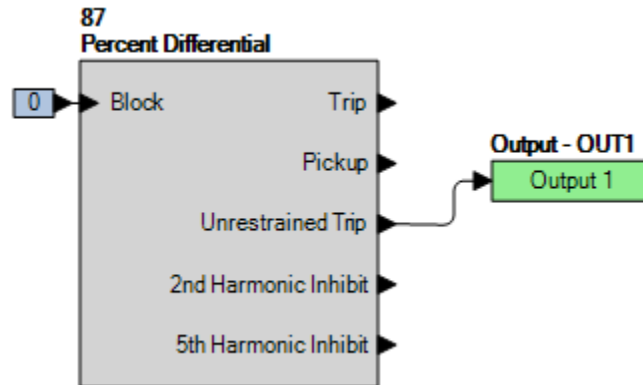 87
Percent Differential
0
Block
Trip
Pickup
Unrestrained Trip
2nd Harmonic Inhibit
5th Harmonic Inhibit
Output - OUT1
Output 1